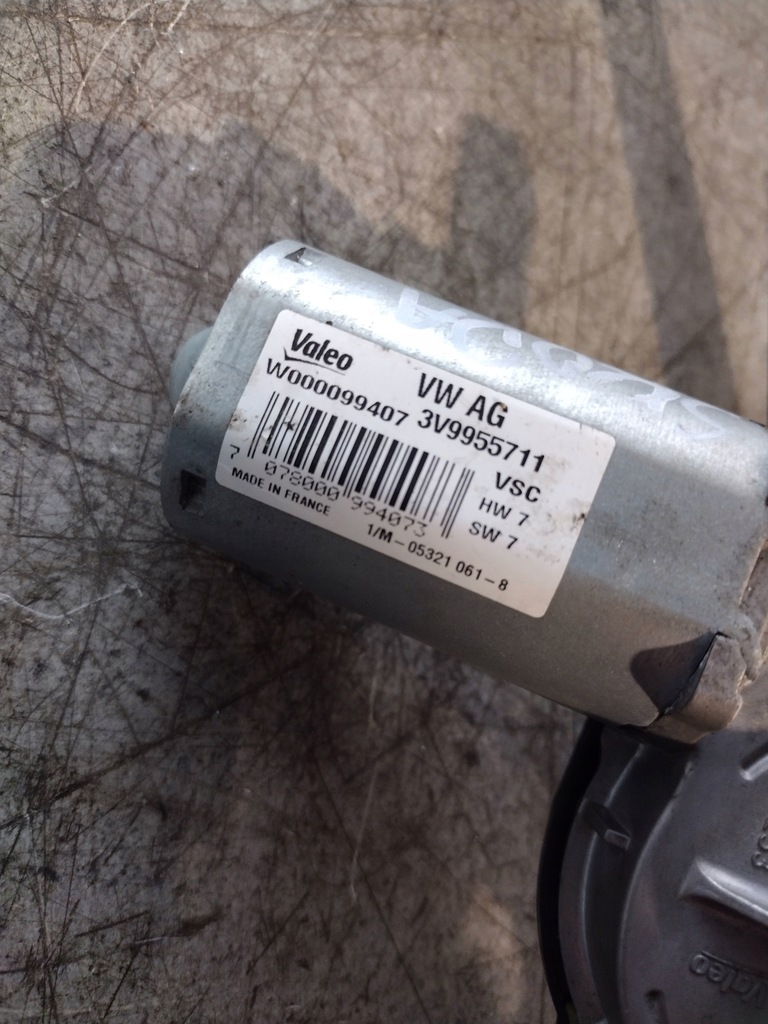 Valeo
VW AG
W000099407 3V9955711
VSC
HW 7
SW 7
7 078000 994073
MADE IN FRANCE
1/M-05321 061-8
Valeo